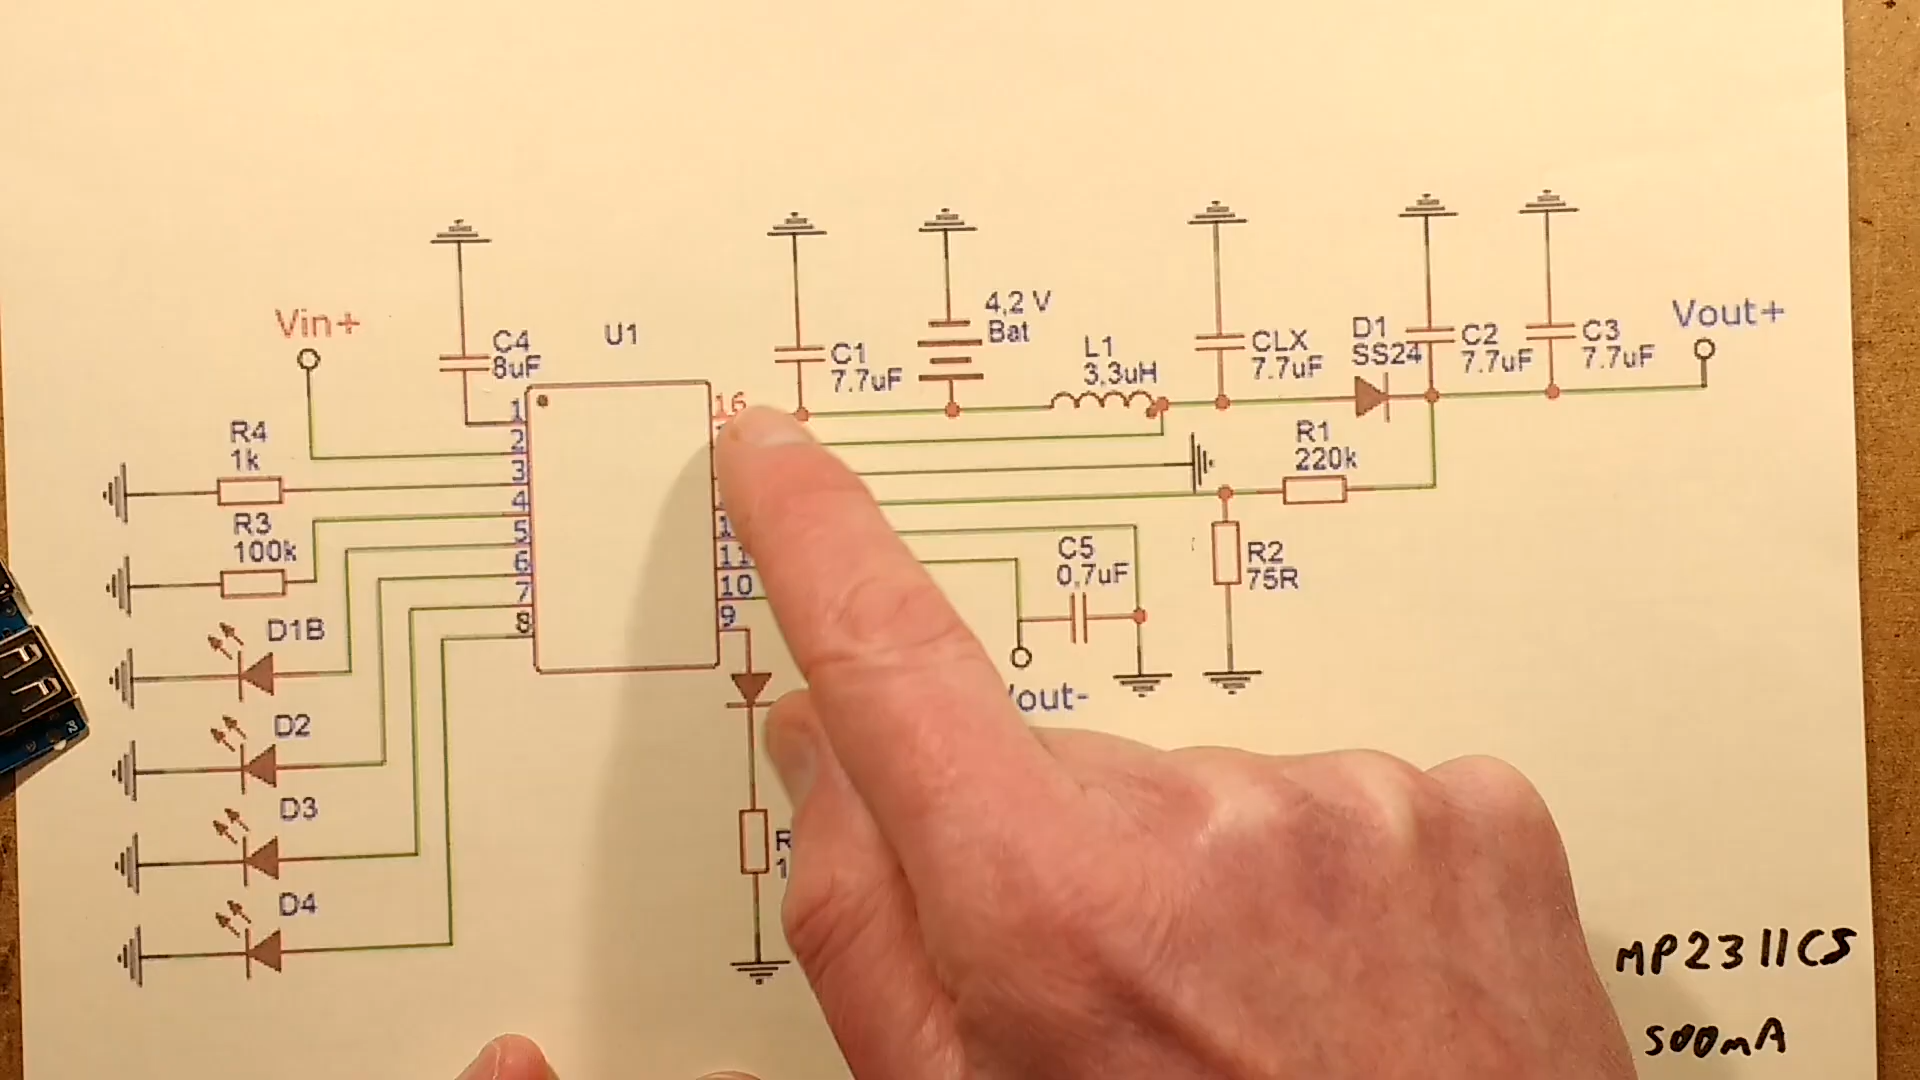 Vin+
C4
8uF
U1
C1
7.7uF
4,2 V
Bat
L1
3,3uH
CLX
7.7uF
D1
SS24
C2
7.7uF
C3
7.7uF
Vout+
1
2
3
4
5
6
7
8
16
11
10
9
R4
1k
R3
100k
R1
220k
R2
75R
C5
0,7uF
D1B
D2
D3
D4
MP2311CS
500mA